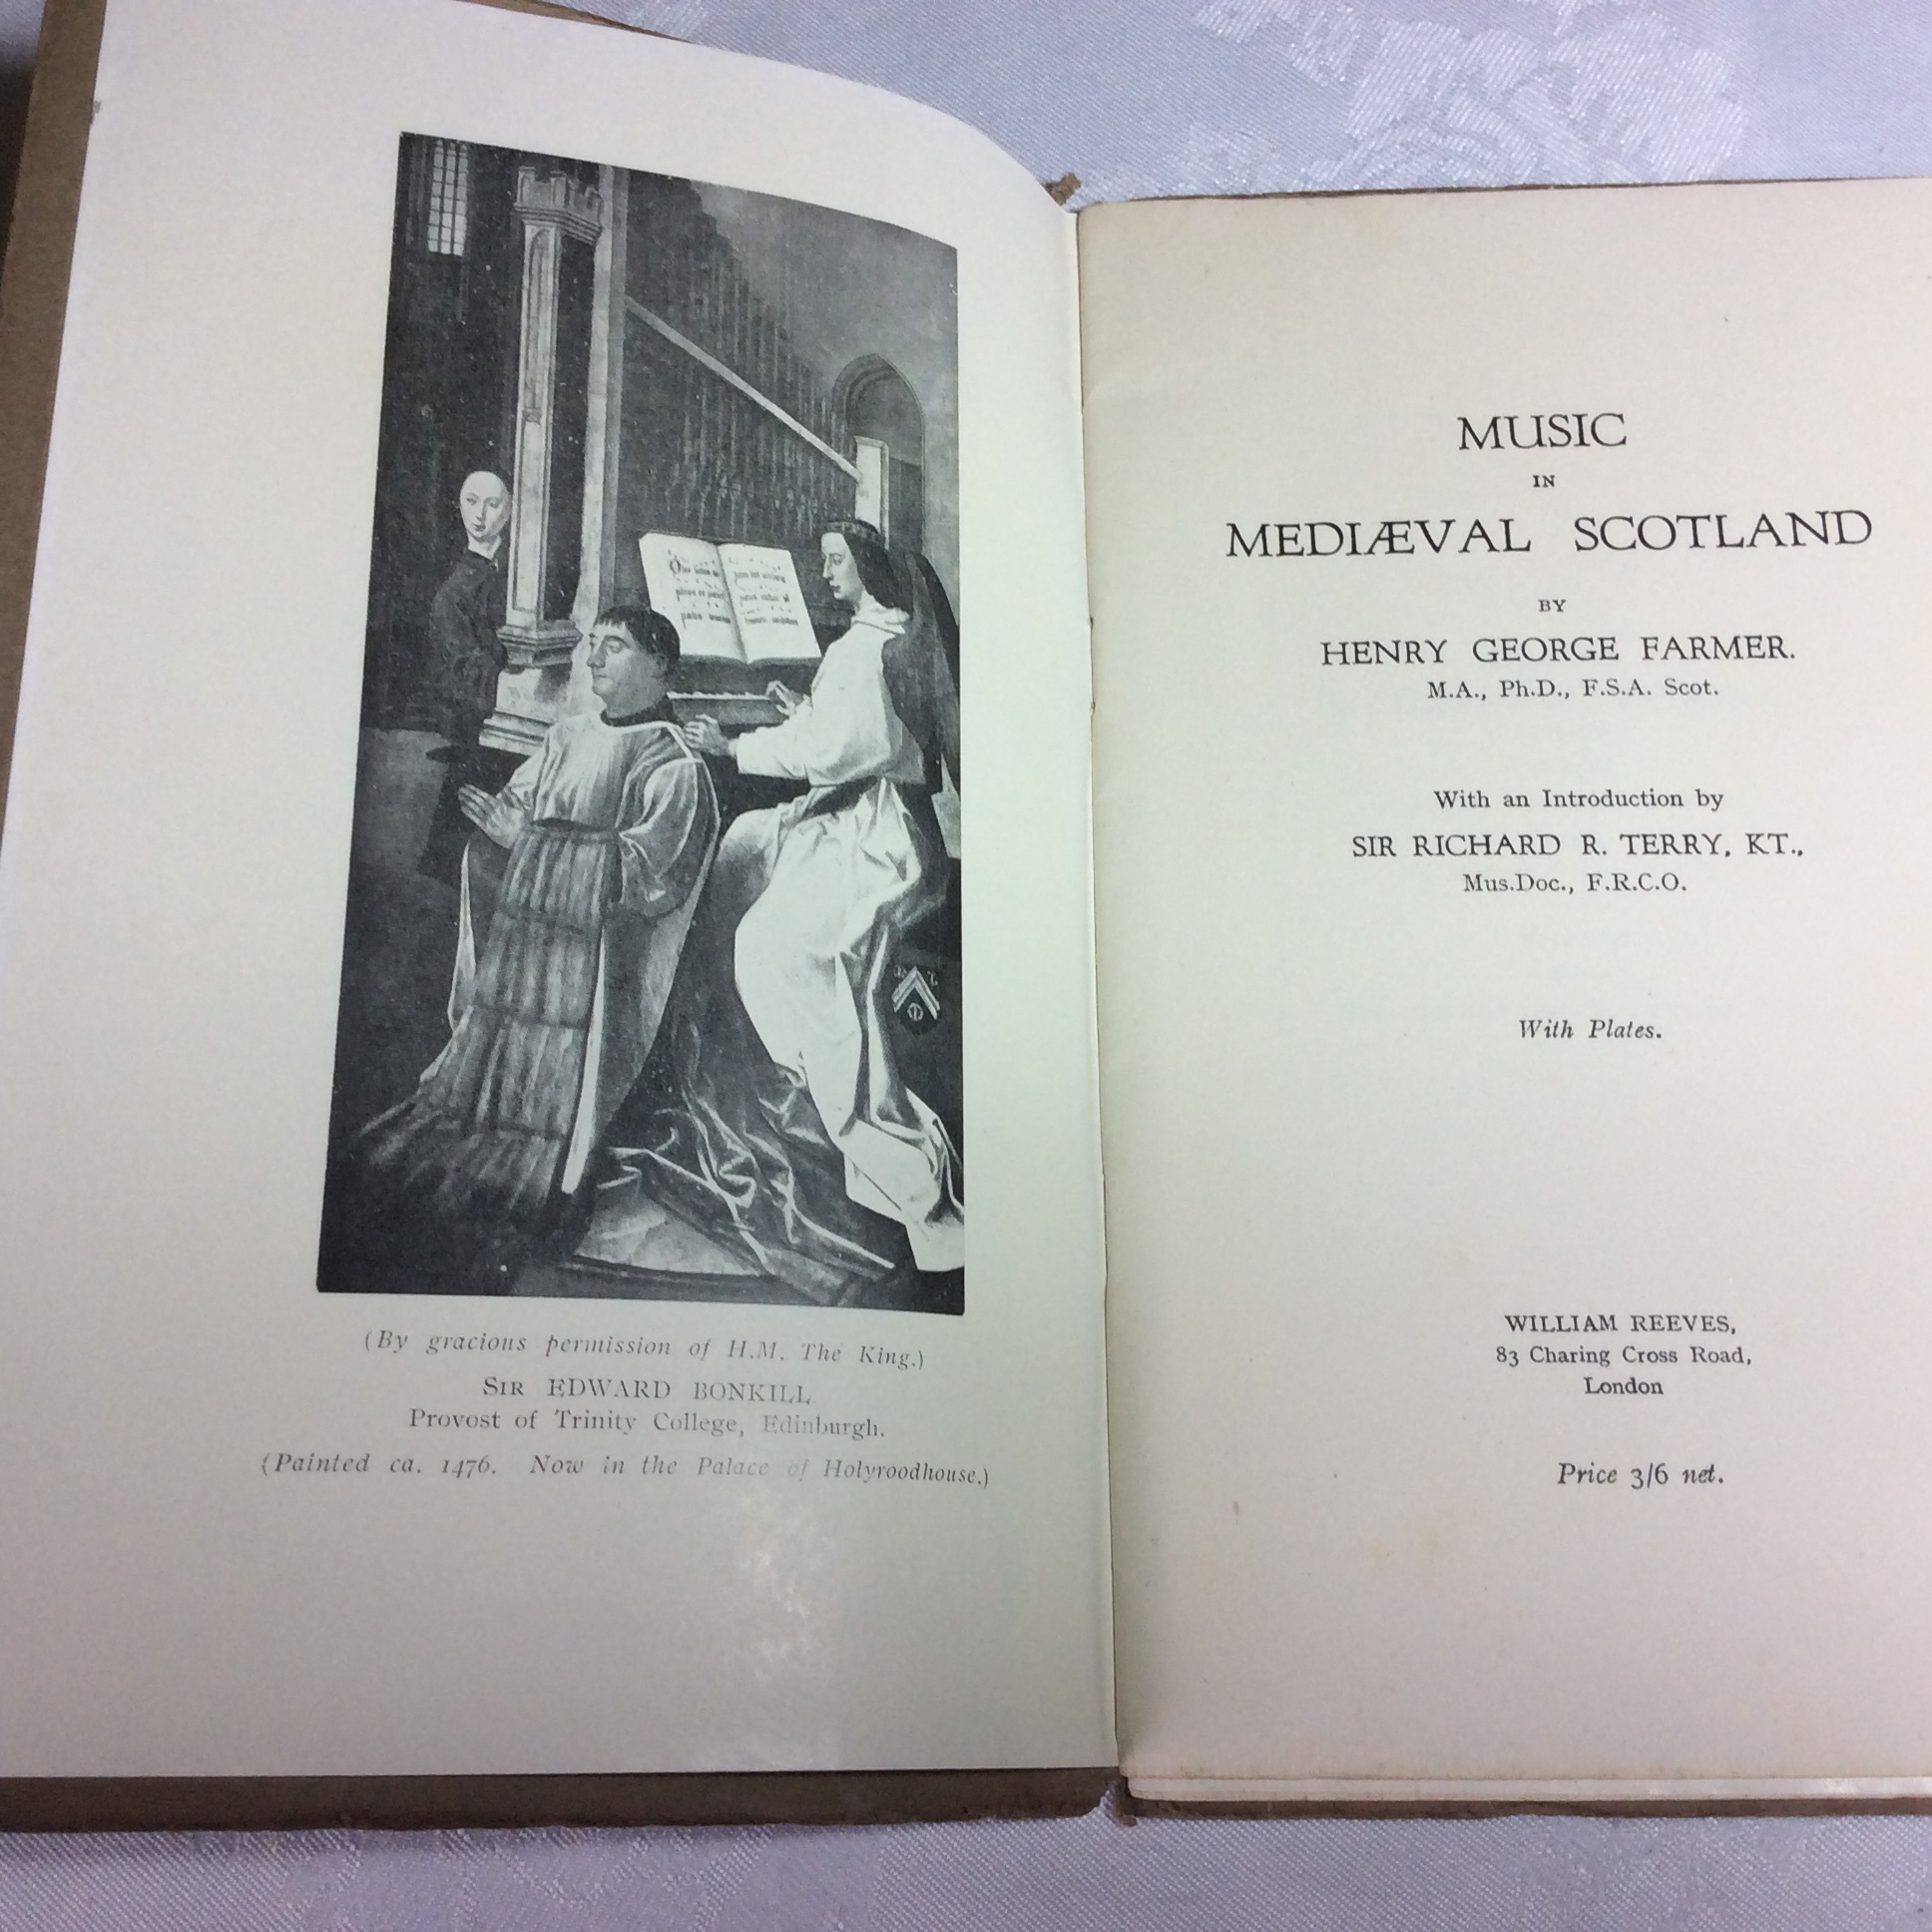 (By gracious permission of H.M. The King.)
SIR EDWARD BONKILL
Provost of Trinity College, Edinburgh.
(Painted ca. 1476. Now in the Palace of Holyroodhouse.)
MUSIC
IN
MEDIÆVAL SCOTLAND
BY
HENRY GEORGE FARMER.
M.A., Ph.D., F.S.A. Scot.
With an Introduction by
SIR RICHARD R. TERRY, KT.,
Mus.Doc., F.R.C.O.
With Plates.
WILLIAM REEVES,
83 Charing Cross Road,
London
Price 3/6 net.